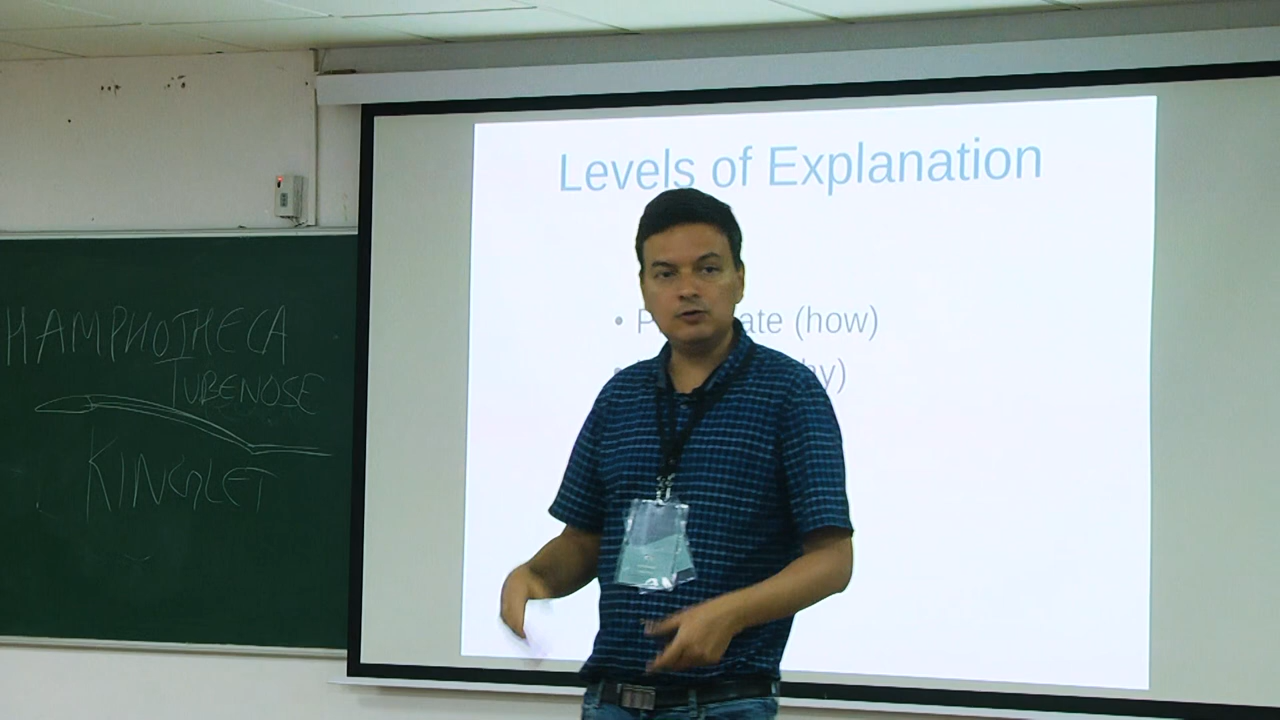 HAMPHOTHECA
TUBENOSE
KINGLET
Levels of Explanation
• P ate (how)
• hy)